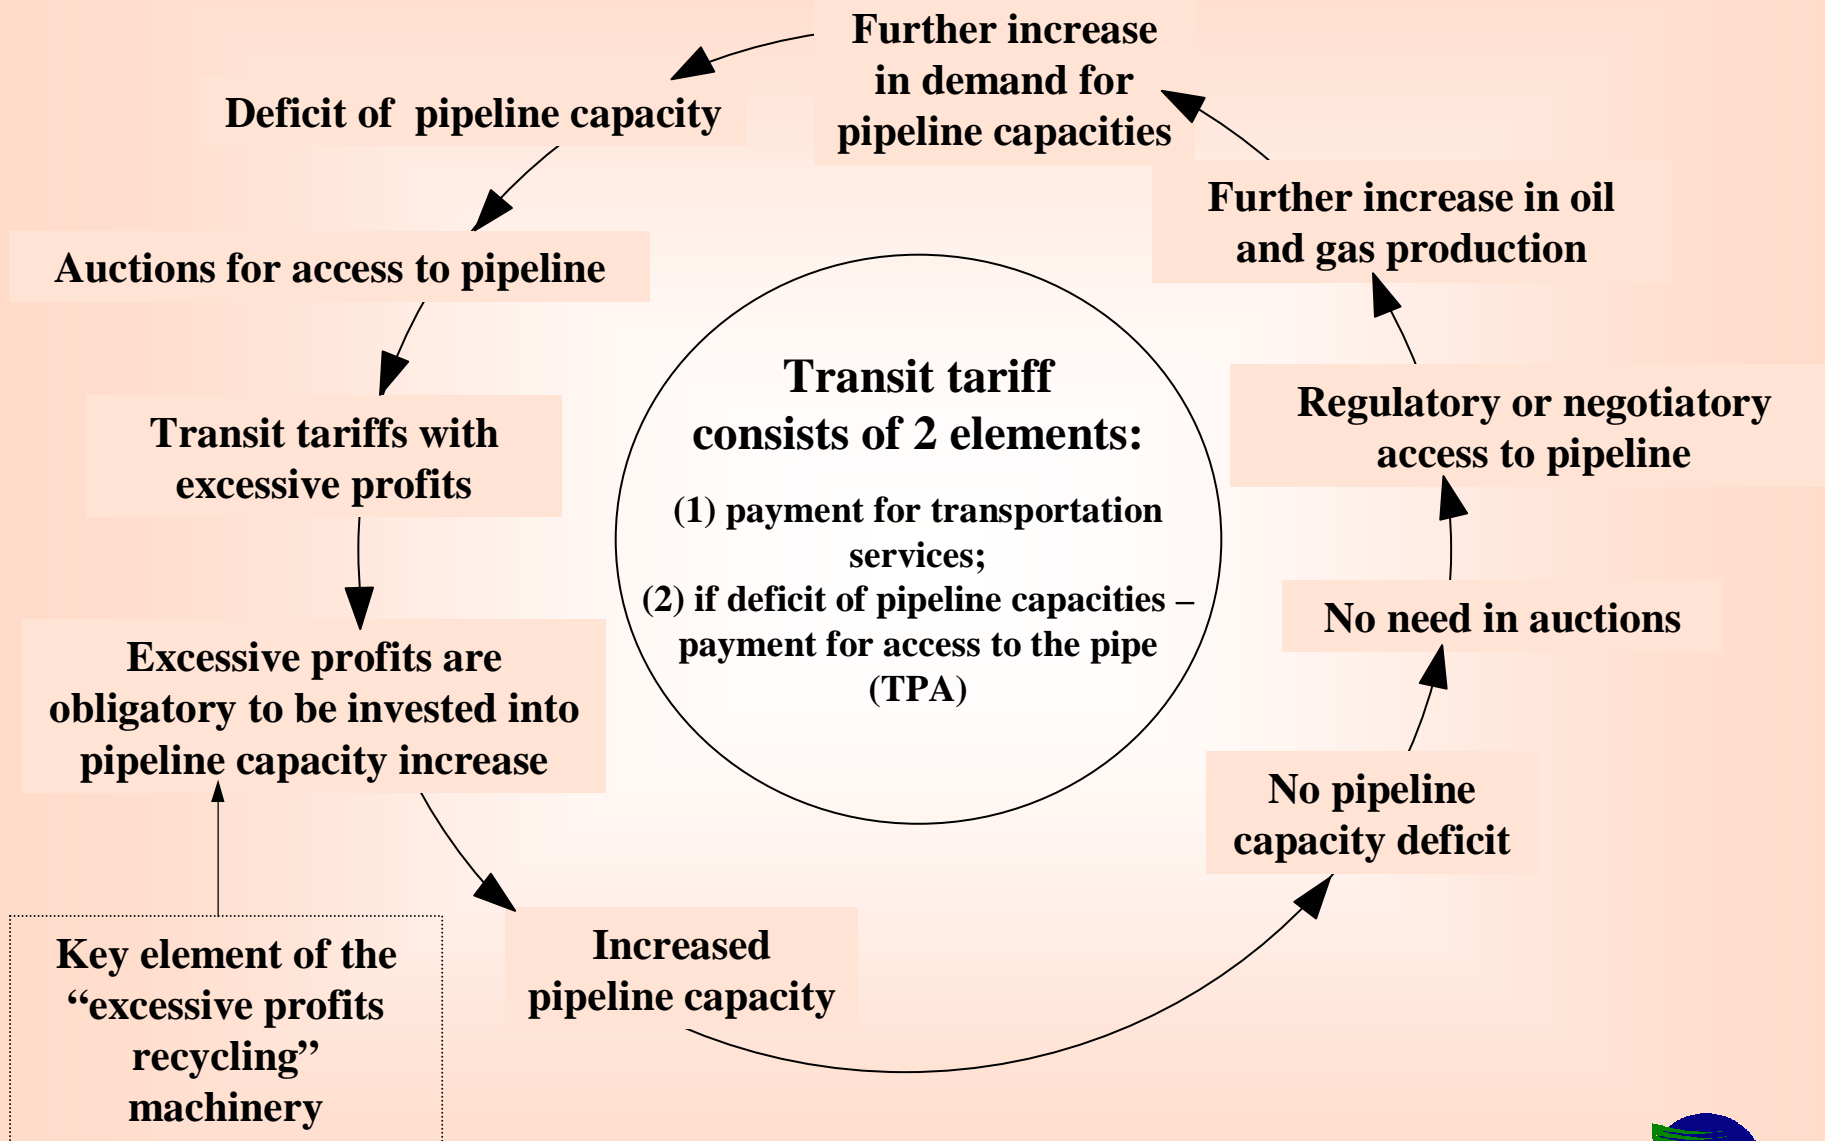 Further increase
in demand for
pipeline capacities
Deficit of  pipeline capacity
Auctions for access to pipeline
Transit tariffs with
excessive profits
Excessive profits are
obligatory to be invested into
pipeline capacity increase
Key element of the
“excessive profits
recycling”
machinery
Increased
pipeline capacity
No pipeline
capacity deficit
No need in auctions
Regulatory or negotiatory
access to pipeline
Further increase in oil
and gas production
Transit tariff
consists of 2 elements:
(1) payment for transportation
services;
(2) if deficit of pipeline capacities –
payment for access to the pipe
(TPA)